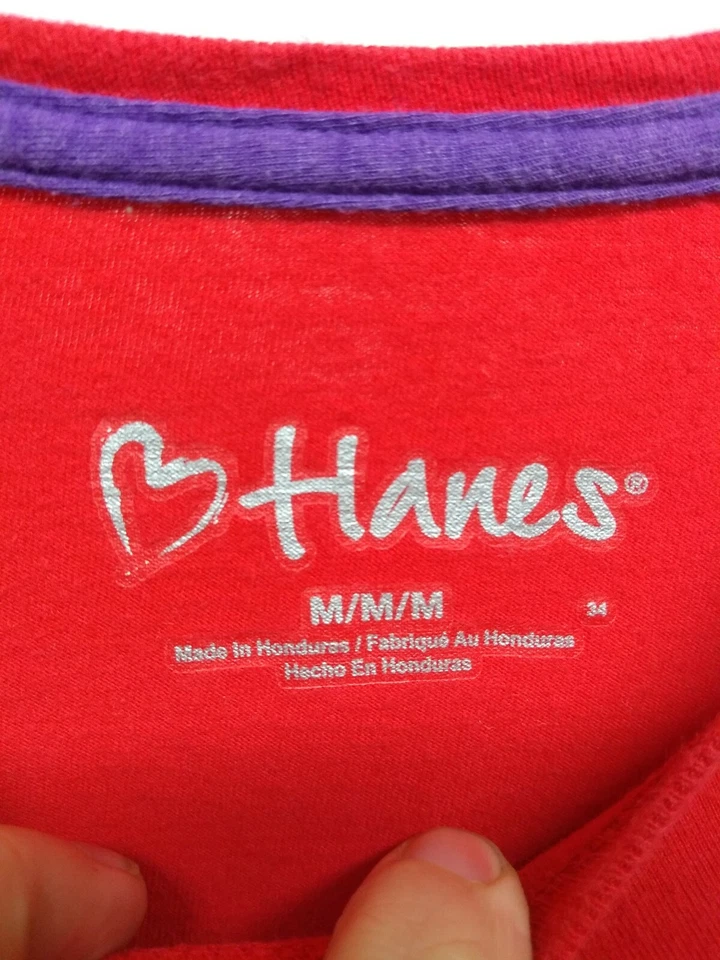 Hanes®
M/M/M
34
Made In Honduras / Fabriqué Au Honduras
Hecho En Honduras